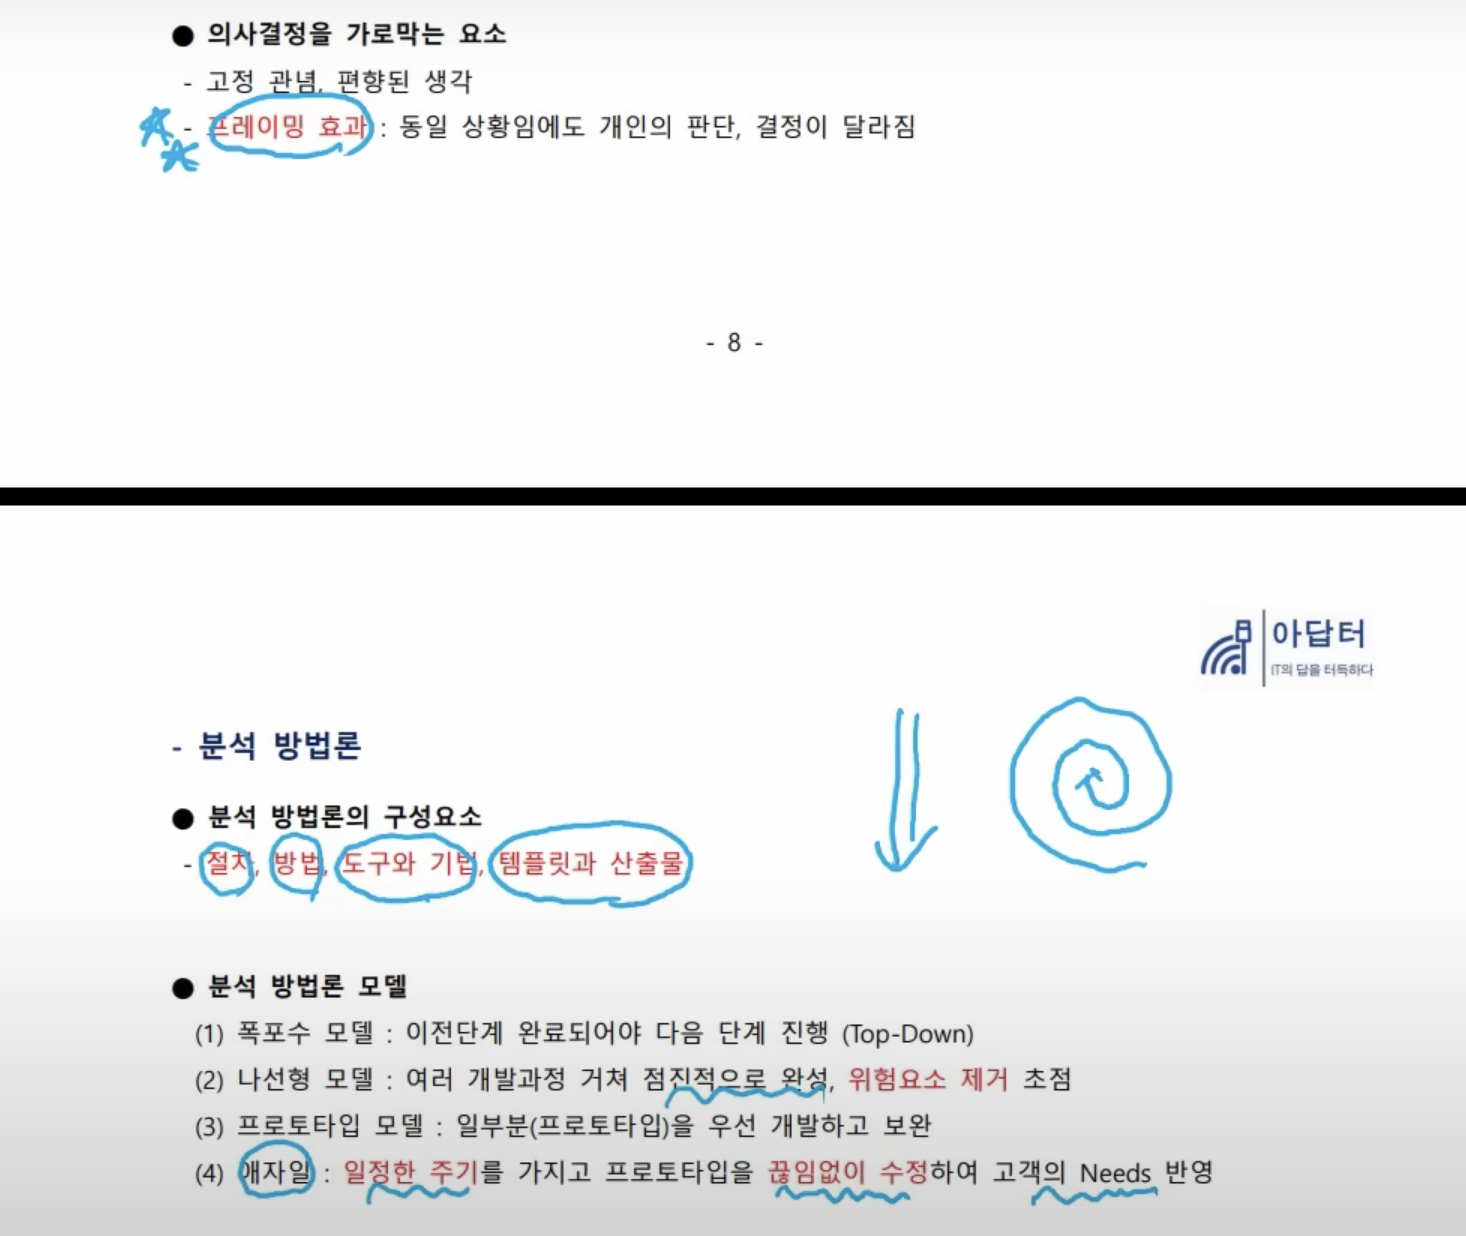 ● 의사결정을 가로막는 요소
- 고정 관념, 편향된 생각
- 프레이밍 효과 : 동일 상황임에도 개인의 판단, 결정이 달라짐
- 8 -
아답터
IT의 답을 터득하다
- 분석 방법론
● 분석 방법론의 구성요소
- 절차, 방법, 도구와 기법, 템플릿과 산출물
● 분석 방법론 모델
(1) 폭포수 모델 : 이전단계 완료되어야 다음 단계 진행 (Top-Down)
(2) 나선형 모델 : 여러 개발과정 거쳐 점진적으로 완성, 위험요소 제거 초점
(3) 프로토타입 모델 : 일부분(프로토타입)을 우선 개발하고 보완
(4) 애자일 : 일정한 주기를 가지고 프로토타입을 끊임없이 수정하여 고객의 Needs 반영